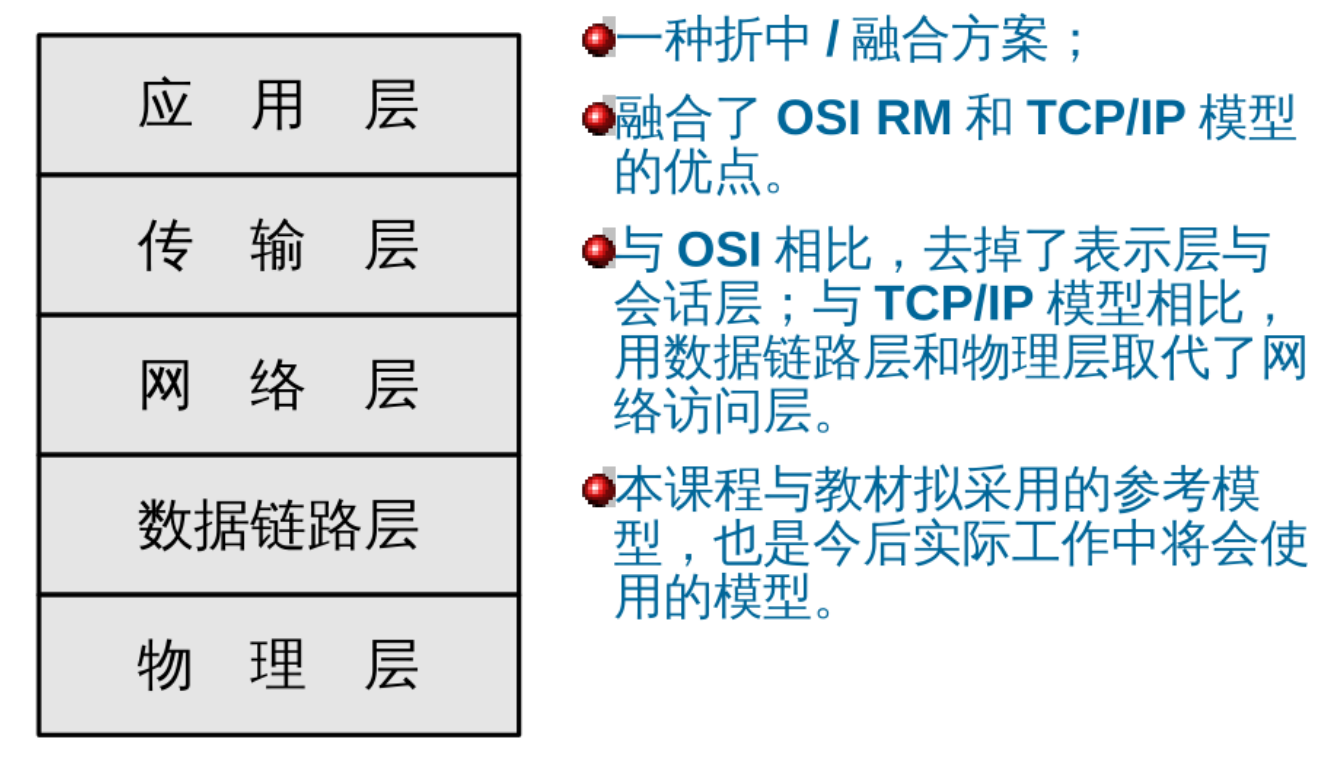 应 用 层
传 输 层
网 络 层
数据链路层
物 理 层
一种折中 / 融合方案；
融合了 OSI RM 和 TCP/IP 模型
的优点。
与 OSI 相比，去掉了表示层与
会话层；与 TCP/IP 模型相比，
用数据链路层和物理层取代了网
络访问层。
本课程与教材拟采用的参考模
型，也是今后实际工作中将会使
用的模型。